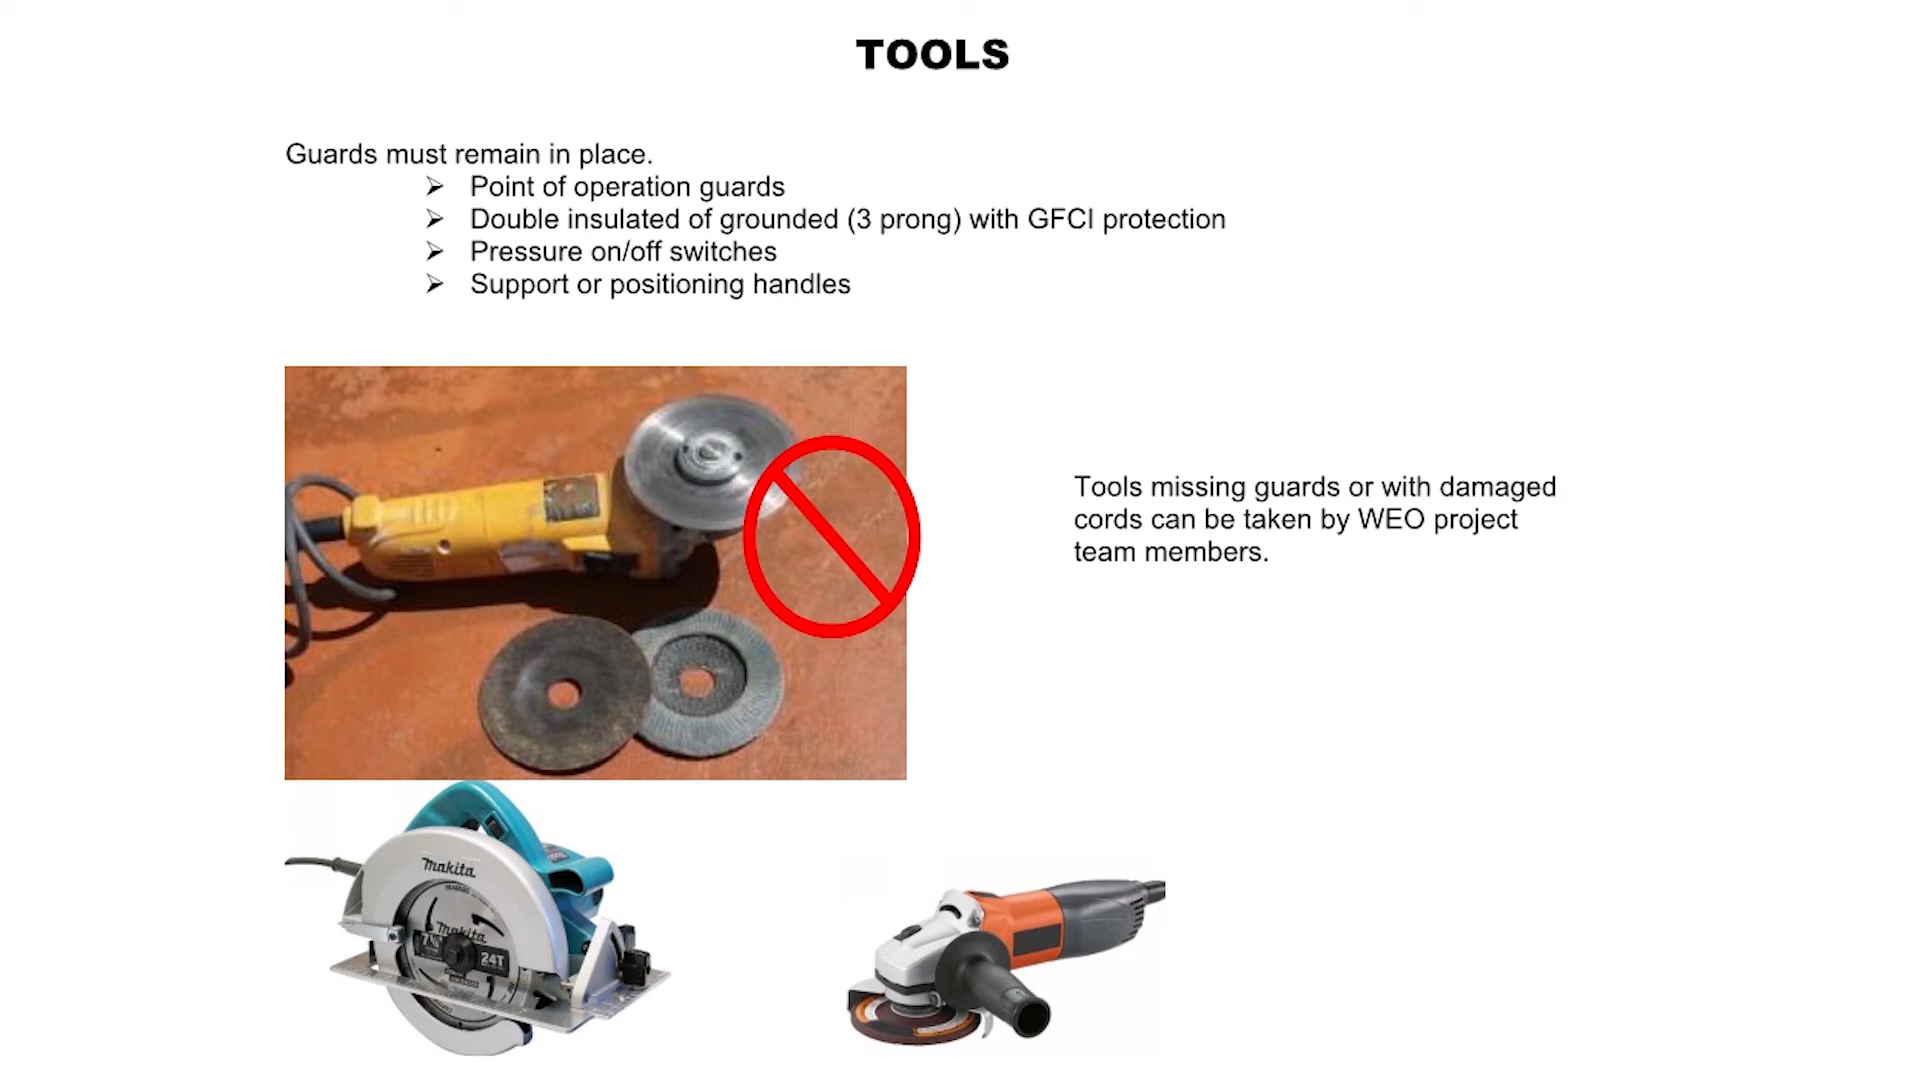 TOOLS
Guards must remain in place.
➢ Point of operation guards
➢ Double insulated of grounded (3 prong) with GFCI protection
➢ Pressure on/off switches
➢ Support or positioning handles
Tools missing guards or with damaged
cords can be taken by WEO project
team members.
makita
makita
24T